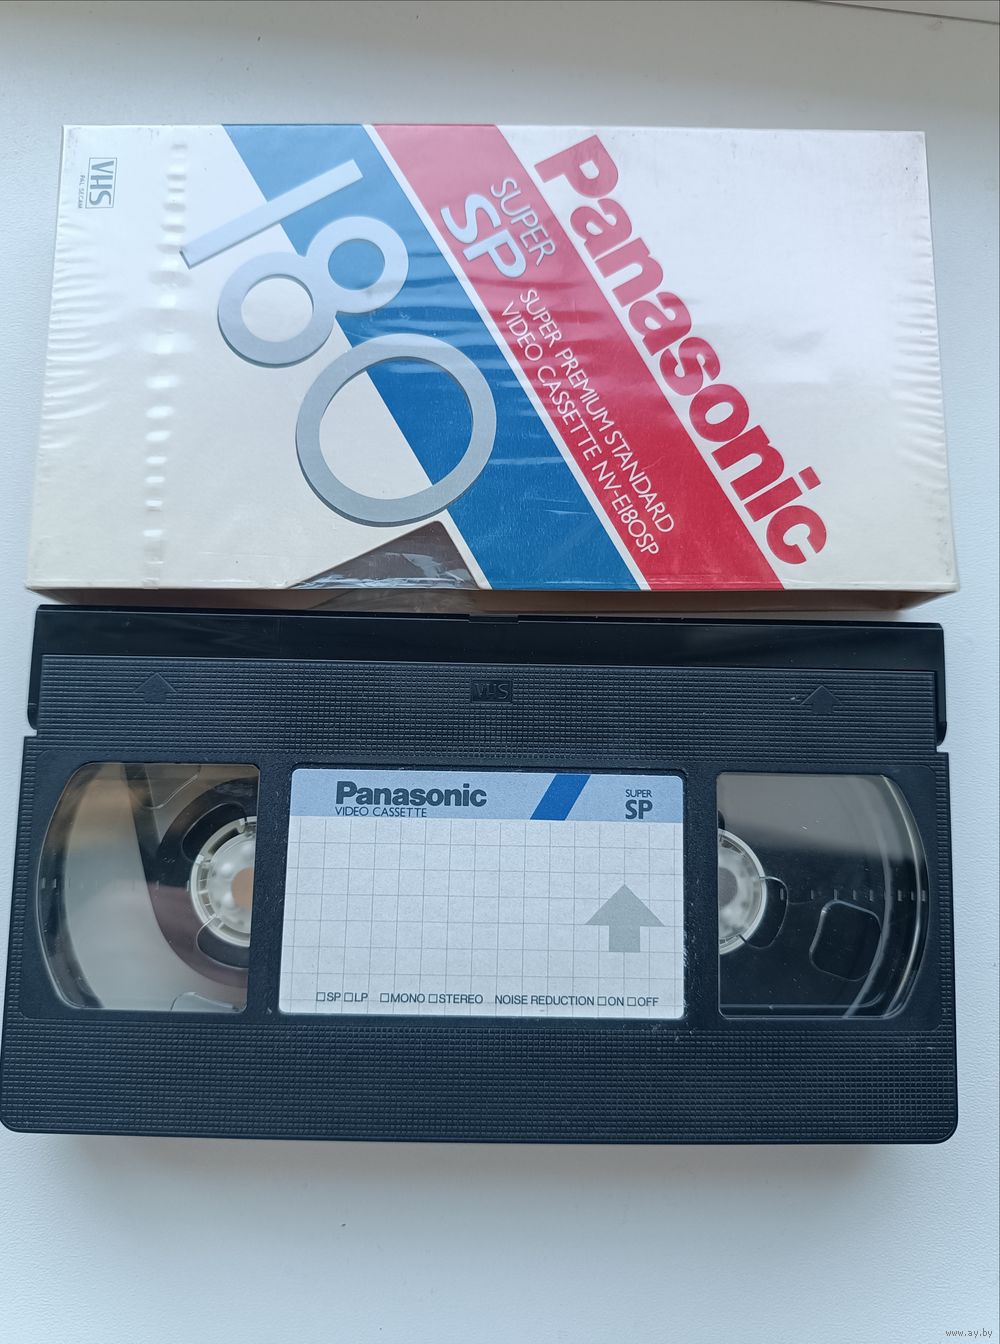 VHS
PAL SECAM
180
Panasonic
SUPER
SP
SUPER PREMIUM STANDARD
VIDEO CASSETTE NV-E180SP
VHS
Panasonic
VIDEO CASSETTE
SUPER
SP
□SP □LP □MONO □STEREO NOISE REDUCTION □ON □OFF
www.ay.by